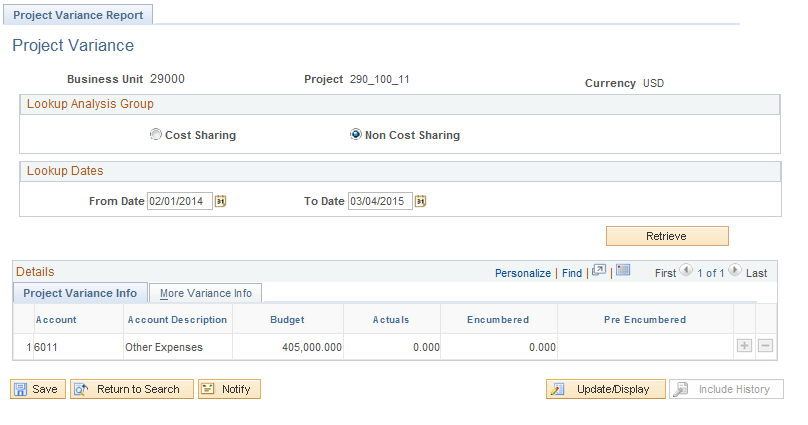 Project Variance Report
Project Variance
Business Unit 29000 Project 290_100_11 Currency USD
Lookup Analysis Group
Cost Sharing Non Cost Sharing
Lookup Dates
From Date 02/01/2014 31 To Date 03/04/2015 31
Retrieve
Details Personalize | Find | | First 1 of 1 Last
Project Variance Info More Variance Info
Account Account Description Budget Actuals Encumbered Pre Encumbered
1 6011 Other Expenses 405,000.000 0.000 0.000
Save Return to Search Notify Update/Display Include History